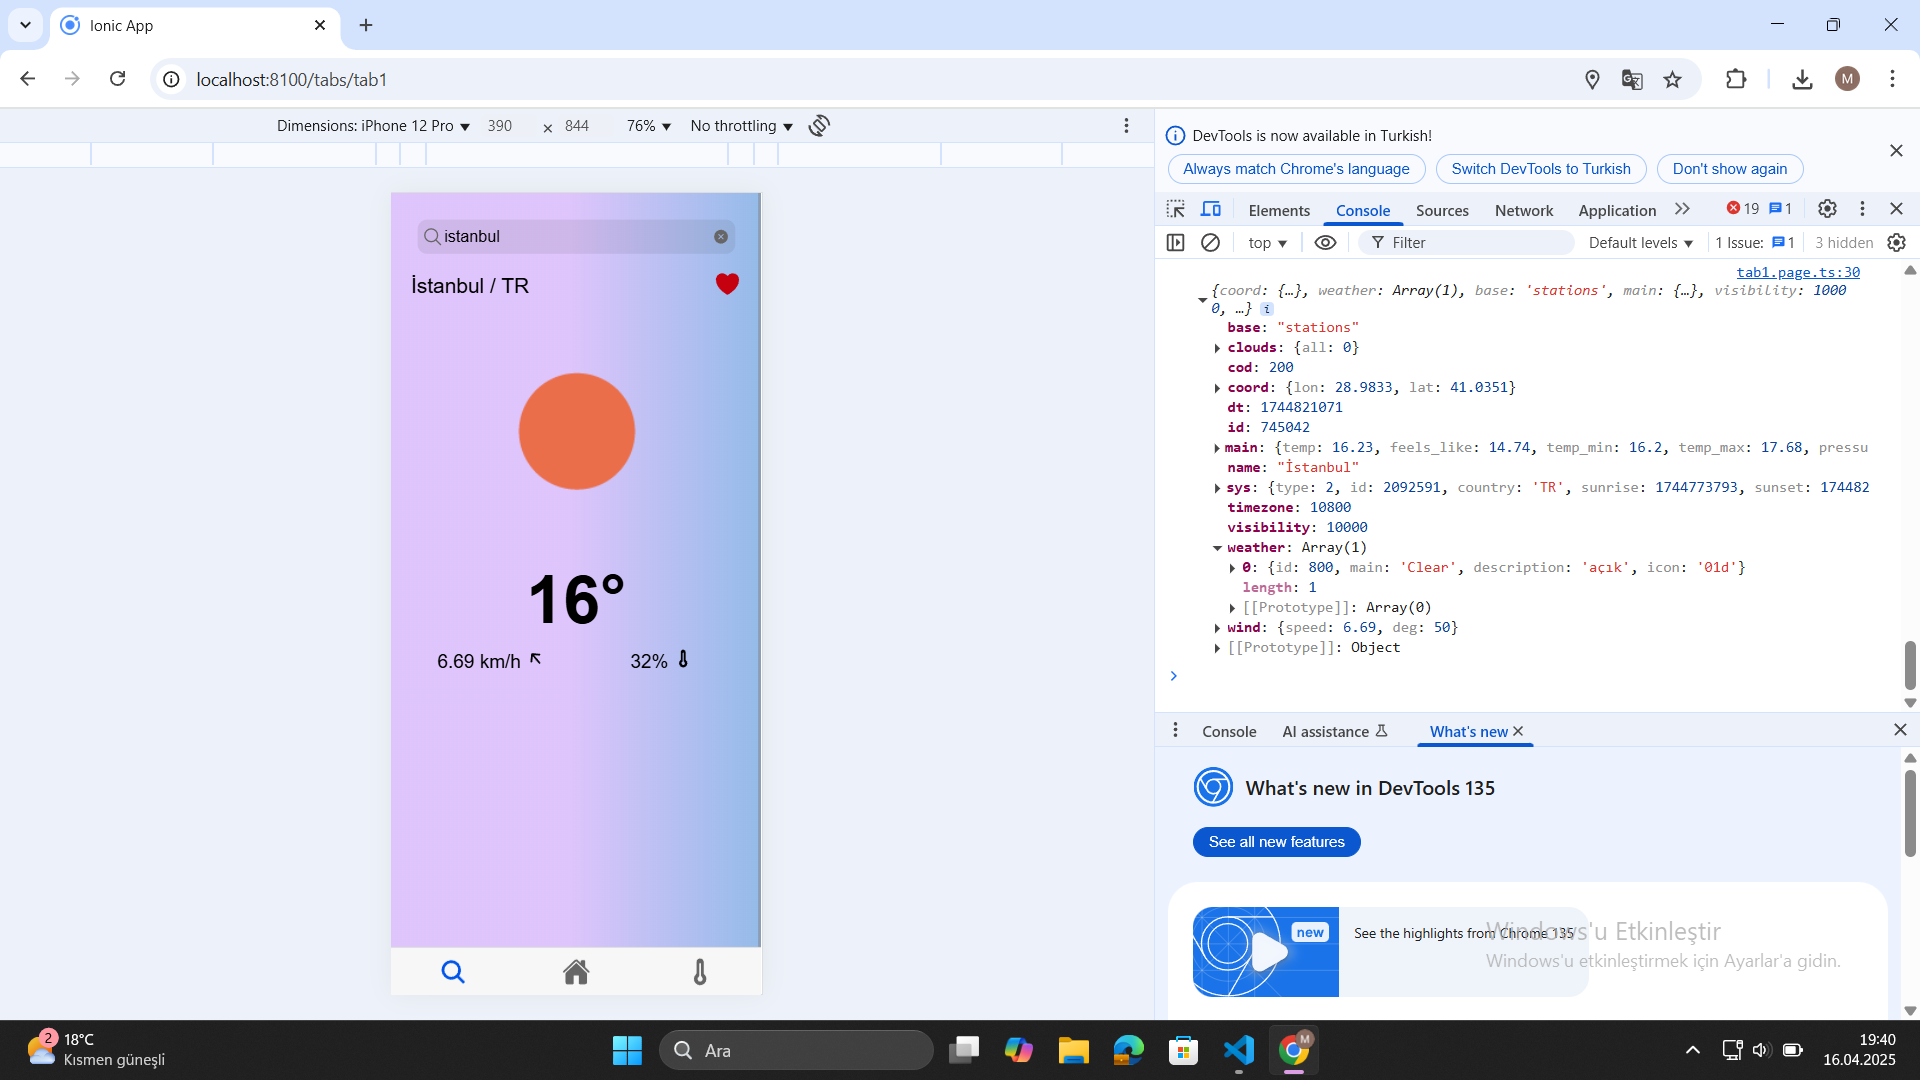 Ionic App
localhost:8100/tabs/tab1
M
Dimensions: iPhone 12 Pro 390 × 844 76% No throttling
istanbul
İstanbul / TR
16°
6.69 km/h 32%
DevTools is now available in Turkish!
Always match Chrome's language Switch DevTools to Turkish Don't show again
Elements Console Sources Network Application 19 1
top Filter Default levels 1 Issue: 1 3 hidden
tab1.page.ts:30
{coord: {…}, weather: Array(1), base: 'stations', main: {…}, visibility: 1000
0, …} i
base: "stations"
clouds: {all: 0}
cod: 200
coord: {lon: 28.9833, lat: 41.0351}
dt: 1744821071
id: 745042
main: {temp: 16.23, feels_like: 14.74, temp_min: 16.2, temp_max: 17.68, pressu
name: "İstanbul"
sys: {type: 2, id: 2092591, country: 'TR', sunrise: 1744773793, sunset: 174482
timezone: 10800
visibility: 10000
weather: Array(1)
0: {id: 800, main: 'Clear', description: 'açık', icon: '01d'}
length: 1
[[Prototype]]: Array(0)
wind: {speed: 6.69, deg: 50}
[[Prototype]]: Object
Console AI assistance What's new
What's new in DevTools 135
See all new features
new
See the highlights from Chrome 135
Windows'u Etkinleştir
Windows'u etkinleştirmek için Ayarlar'a gidin.
2
18°C
Kısmen güneşli
Ara
M
19:40
16.04.2025